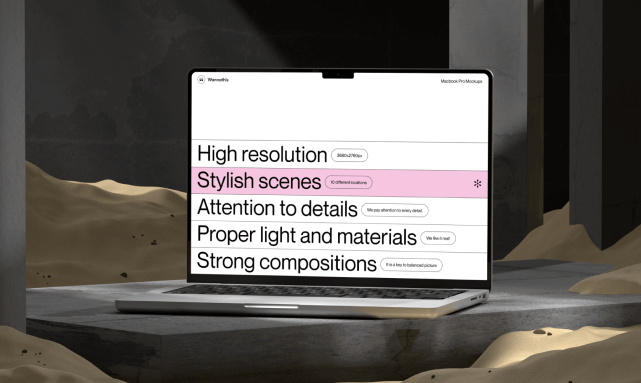 Wannathis
Macbook Pro Mockups
High resolution 3680x2760px
Stylish scenes 10 different locations
Attention to details We pay attention to every detail
Proper light and materials We like it real!
Strong compositions It is a key to balanced picture